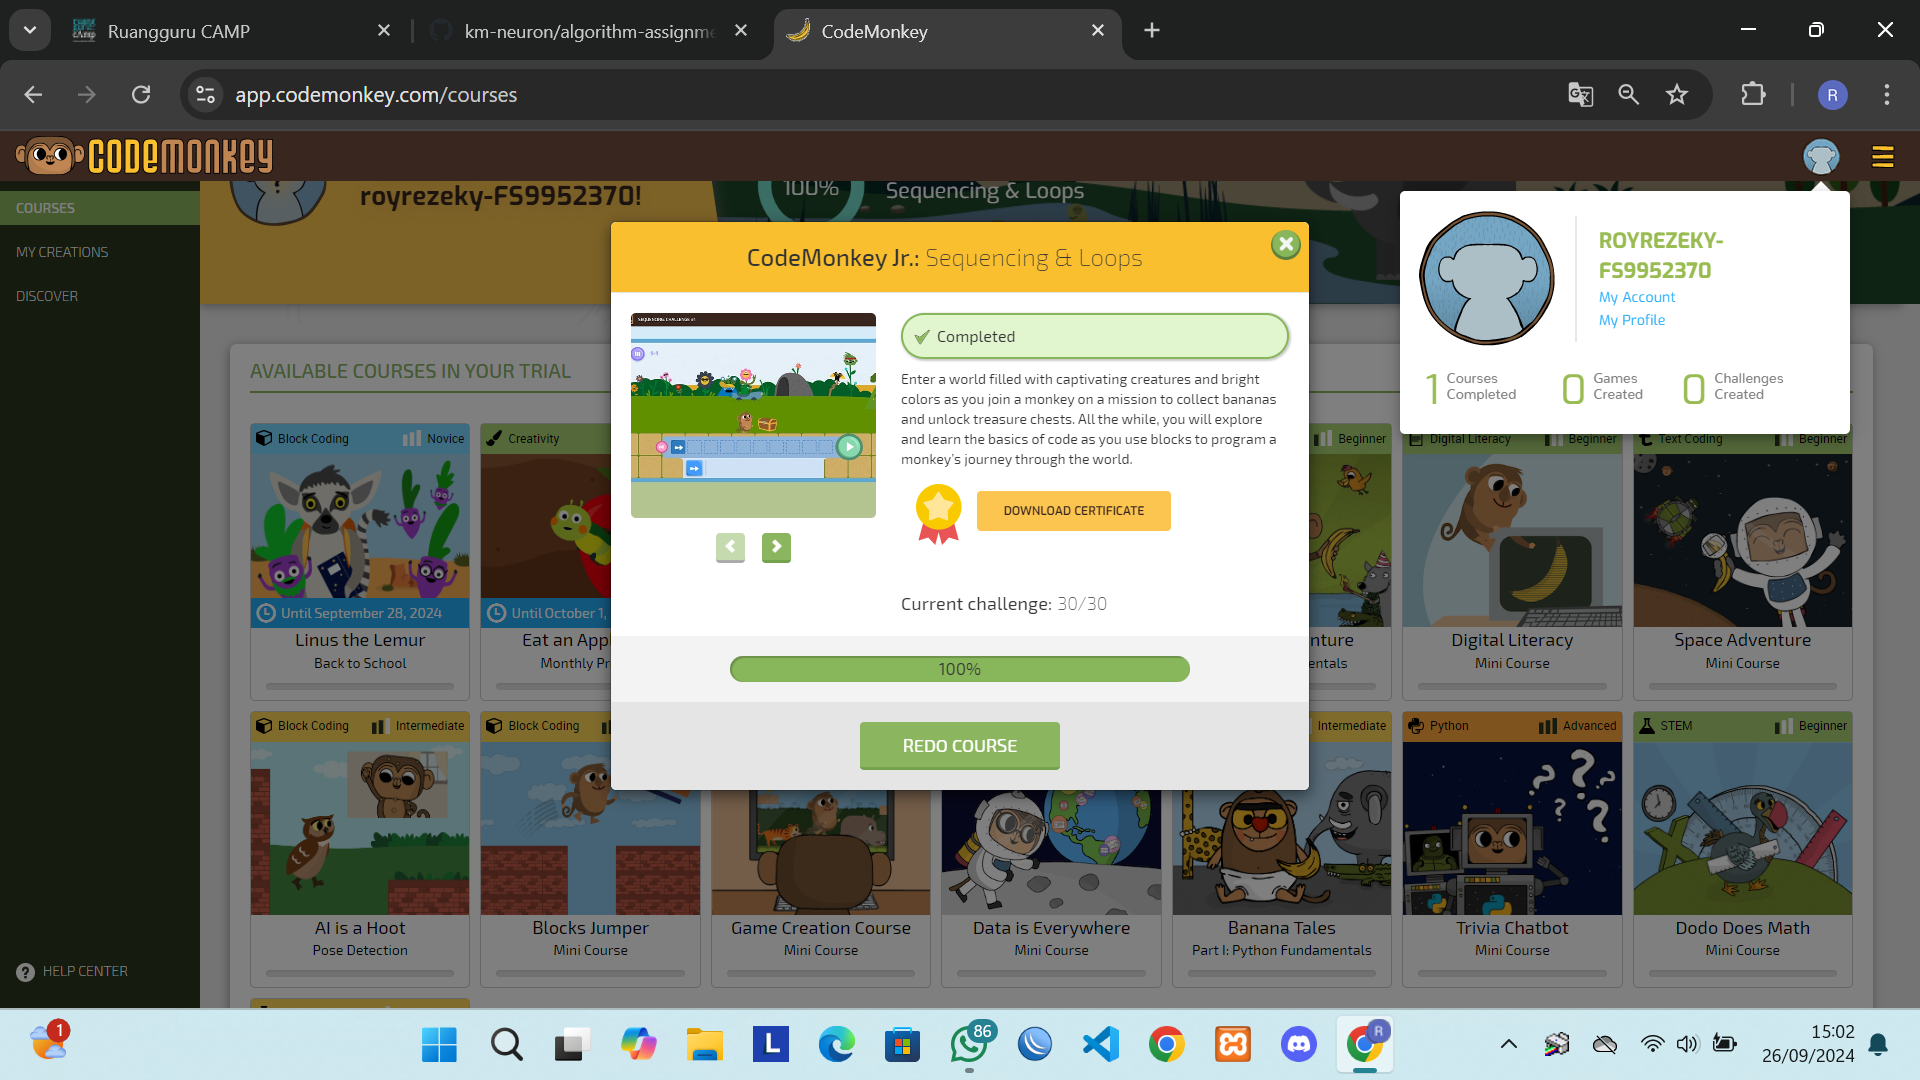 Ruangguru CAMP
km-neuron/algorithm-assignme
CodeMonkey
app.codemonkey.com/courses
R
CODEMONKEY
COURSES
MY CREATIONS
DISCOVER
HELP CENTER
royrezeky-FS9952370!
100%
Sequencing & Loops
ROYREZEKY-
FS9952370
My Account
My Profile
1 Courses Completed
0 Games Created
0 Challenges Created
CodeMonkey Jr.: Sequencing & Loops
Completed
Enter a world filled with captivating creatures and bright
colors as you join a monkey on a mission to collect bananas
and unlock treasure chests. All the while, you will explore
and learn the basics of code as you use blocks to program a
monkey's journey through the world.
DOWNLOAD CERTIFICATE
Current challenge: 30/30
100%
REDO COURSE
AVAILABLE COURSES IN YOUR TRIAL
Block Coding Novice
Until September 28, 2024
Linus the Lemur
Back to School
Creativity
Until October 1,
Eat an App
Monthly Pr
Beginner
nture
entals
Digital Literacy Beginner
Digital Literacy
Mini Course
Text Coding Beginner
Space Adventure
Mini Course
Block Coding Intermediate
AI is a Hoot
Pose Detection
Block Coding
Blocks Jumper
Mini Course
Game Creation Course
Mini Course
Data is Everywhere
Mini Course
Intermediate
Banana Tales
Part I: Python Fundamentals
Python Advanced
Trivia Chatbot
Mini Course
STEM Beginner
Dodo Does Math
Mini Course
1
L
86
R
15:02
26/09/2024